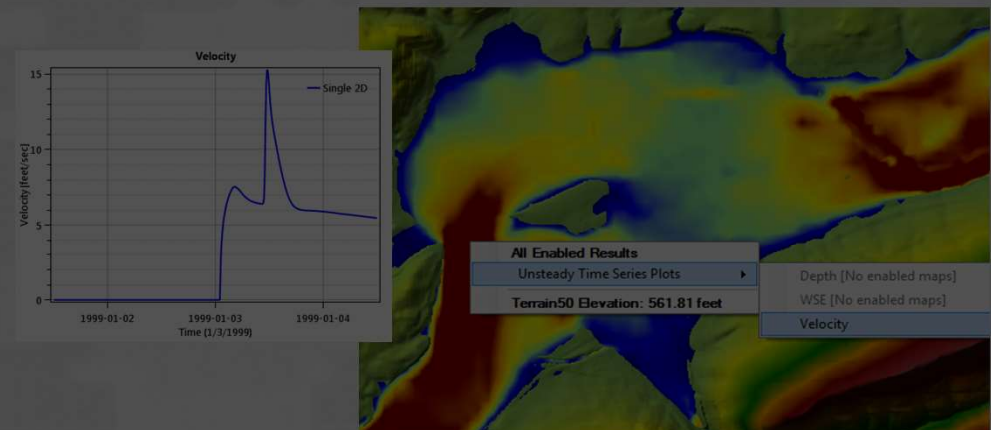 Velocity
15
Single 2D
10
Velocity [feet/sec]
5
0
1999-01-02 1999-01-03 1999-01-04
Time (1/3/1999)
All Enabled Results
Unsteady Time Series Plots
Terrain50 Elevation: 561.81 feet
Depth [No enabled maps]
WSE [No enabled maps]
Velocity